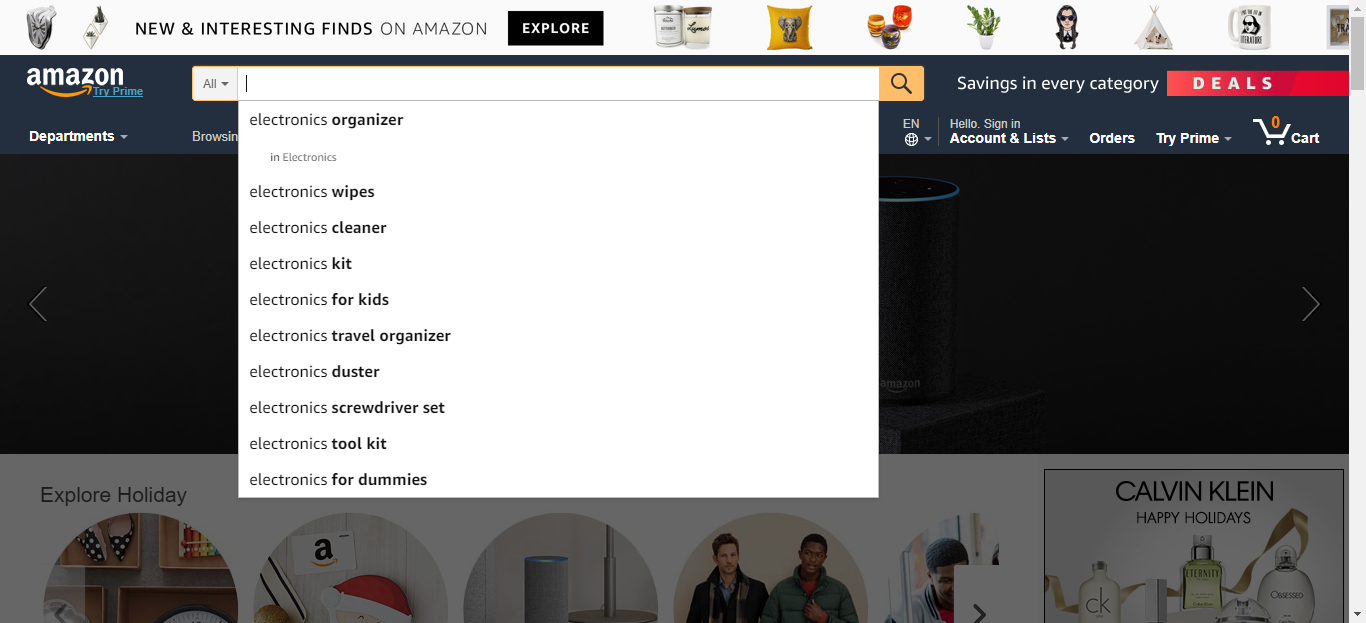 NEW & INTERESTING FINDS ON AMAZON EXPLORE
amazon
Try Prime
All
Savings in every category DEALS
Departments
Browsin
EN
Hello. Sign in
Account & Lists
Orders
Try Prime
0
Cart
electronics organizer
in Electronics
electronics wipes
electronics cleaner
electronics kit
electronics for kids
electronics travel organizer
electronics duster
electronics screwdriver set
electronics tool kit
electronics for dummies
amazon
Explore Holiday
a
CALVIN KLEIN
HAPPY HOLIDAYS
ck
ETERNITY
OBSESSED